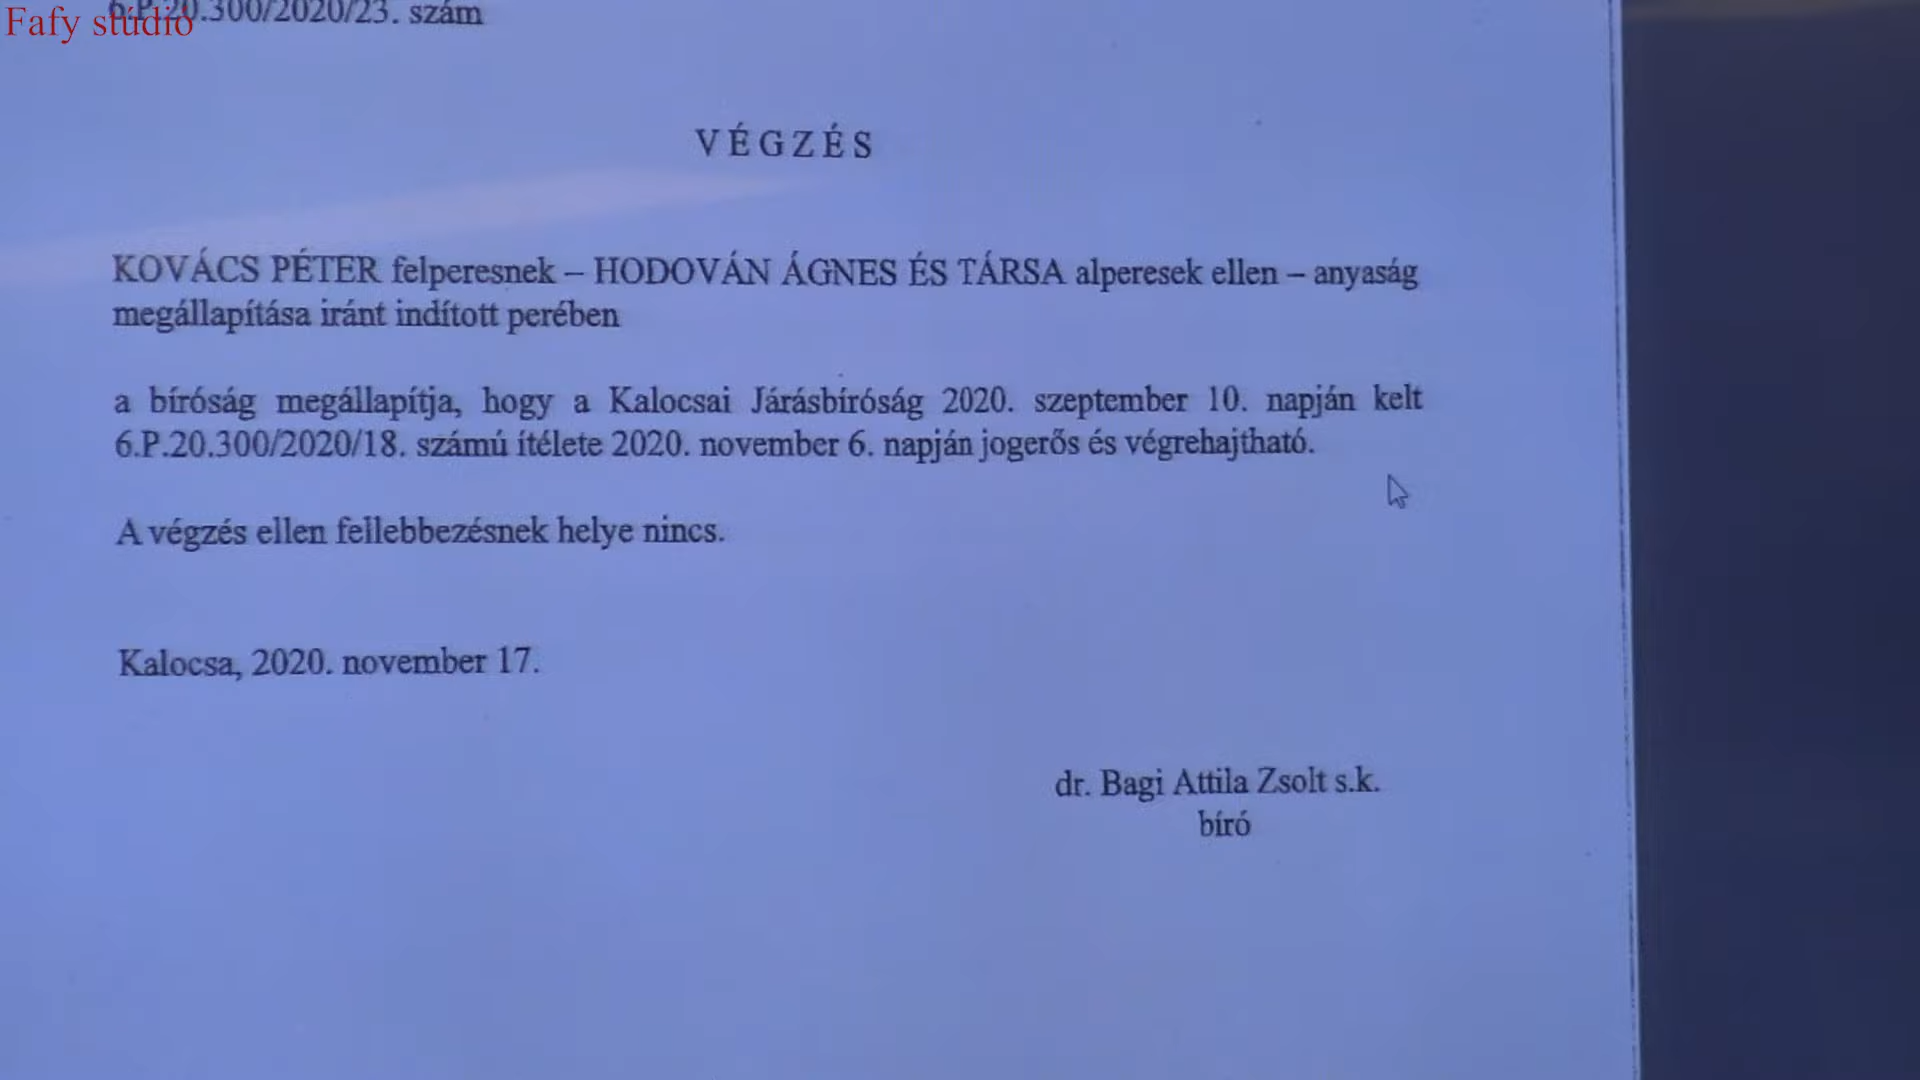 Fafy stúdió
6.P.20.300/2020/23. szám
VÉGZÉS
KOVÁCS PÉTER felperesnek – HODOVÁN ÁGNES ÉS TÁRSA alperesek ellen – anyaság
megállapítása iránt indított perében
a bíróság megállapítja, hogy a Kalocsai Járásbíróság 2020. szeptember 10. napján kelt
6.P.20.300/2020/18. számú ítélete 2020. november 6. napján jogerős és végrehajtható.
A végzés ellen fellebbezésnek helye nincs.
Kalocsa, 2020. november 17.
dr. Bagi Attila Zsolt s.k.
bíró